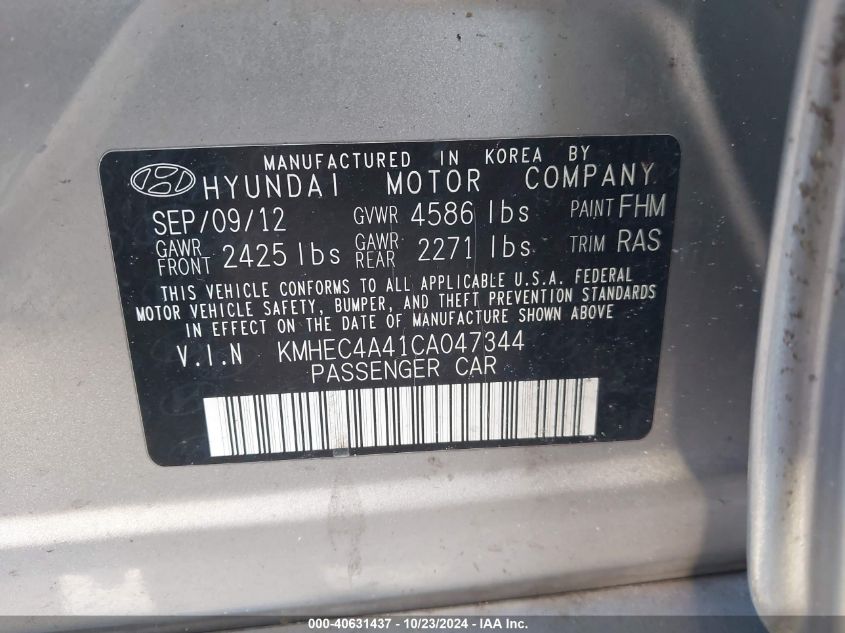 MANUFACTURED IN KOREA BY
HYUNDAI MOTOR COMPANY
SEP/09/12 GVWR 4586 lbs PAINT FHM
GAWR FRONT 2425 lbs GAWR REAR 2271 lbs TRIM RAS
THIS VEHICLE CONFORMS TO ALL APPLICABLE U.S.A. FEDERAL
MOTOR VEHICLE SAFETY, BUMPER, AND THEFT PREVENTION STANDARDS
IN EFFECT ON THE DATE OF MANUFACTURE SHOWN ABOVE.
V.I.N KMHEC4A41CA047344
PASSENGER CAR
000-40631437 - 10/23/2024 - IAA Inc.